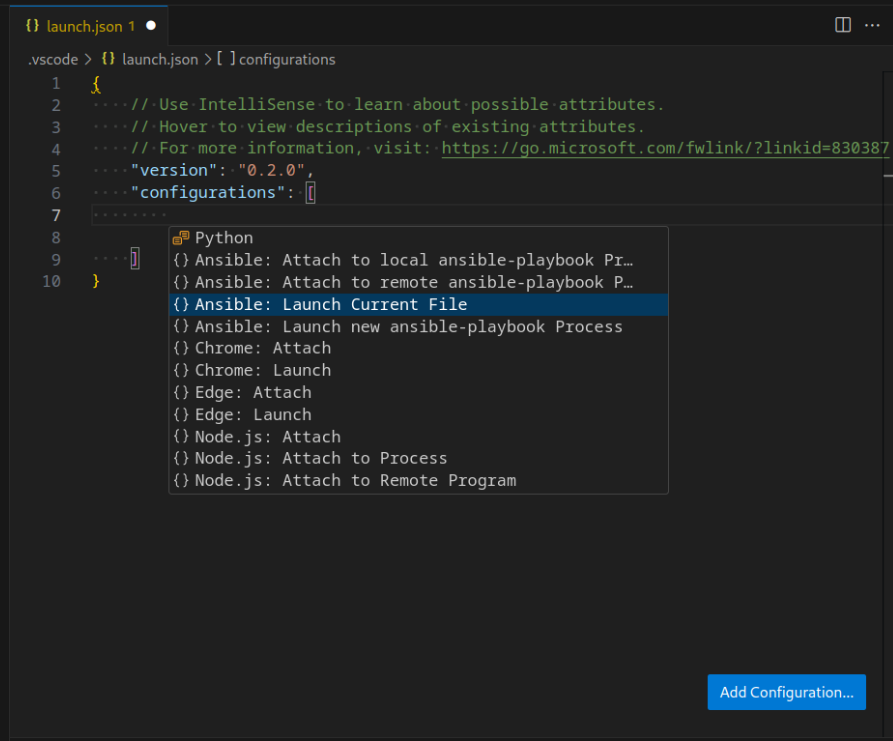 {} launch.json 1
.vscode > {} launch.json > [ ] configurations
1 {
2 // Use IntelliSense to learn about possible attributes.
3 // Hover to view descriptions of existing attributes.
4 // For more information, visit: https://go.microsoft.com/fwlink/?linkid=830387
5 "version": "0.2.0",
6 "configurations": [
7
Python
8
{} Ansible: Attach to local ansible-playbook Pr…
9 ]
{} Ansible: Attach to remote ansible-playbook P…
10 }
{} Ansible: Launch Current File
{} Ansible: Launch new ansible-playbook Process
{} Chrome: Attach
{} Chrome: Launch
{} Edge: Attach
{} Edge: Launch
{} Node.js: Attach
{} Node.js: Attach to Process
{} Node.js: Attach to Remote Program
Add Configuration...